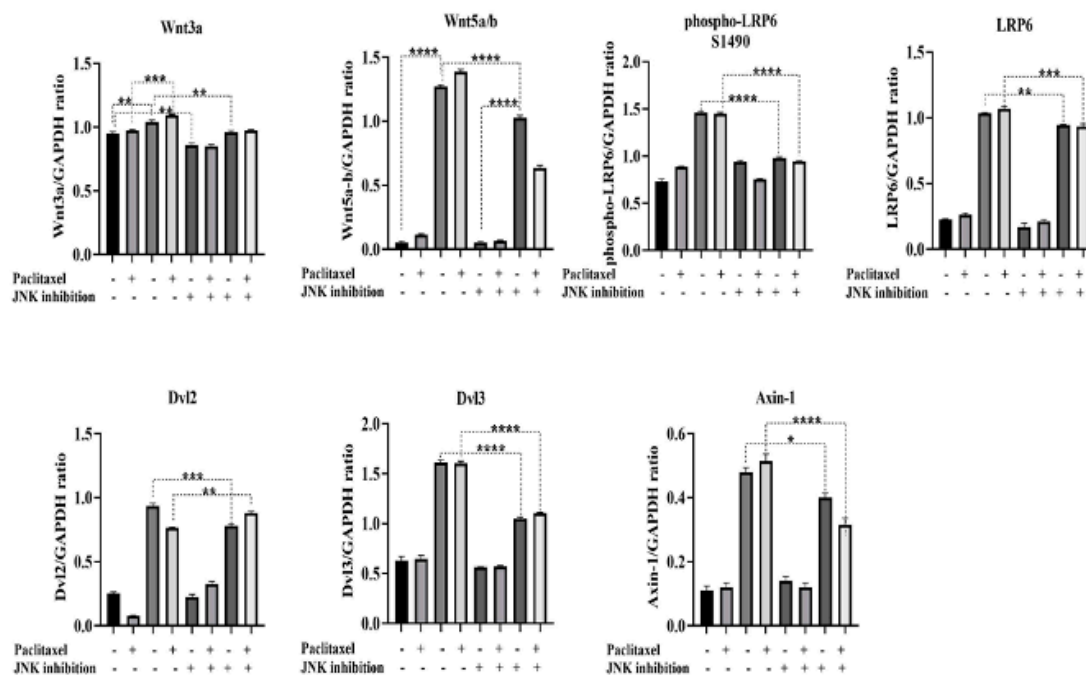 Wnt3a
Wnt3a/GAPDH ratio
1.5
1.0
0.5
0.0
** *** ** **
Paclitaxel - + - + - + - +
JNK inhibition - - - - + + + +
Wnt5a/b
Wnt5a-b/GAPDH ratio
1.5
1.0
0.5
0.0
**** **** ****
- + - + - + - +
- - - - + + + +
phospho-LRP6
S1490
phospho-LRP6/GAPDH ratio
2.0
1.5
1.0
0.5
0.0
**** ****
Paclitaxel - + - + - + - +
JNK inhibition - - - - + + + +
LRP6
LRP6/GAPDH ratio
1.5
1.0
0.5
0.0
** ***
Paclitaxel - + - + - + - +
JNK inhibition - - - - + + + +
Dvl2
Dvl2/GAPDH ratio
1.5
1.0
0.5
0.0
*** **
Paclitaxel - + - + - + - +
JNK inhibition - - - - + + + +
Dvl3
Dvl3/GAPDH ratio
2.0
1.5
1.0
0.5
0.0
**** ****
Paclitaxel - + - + - + - +
JNK inhibition - - - - + + + +
Axin-1
Axin-1/GAPDH ratio
0.6
0.4
0.2
0.0
* ****
Paclitaxel - + - + - + - +
JNK inhibition - - - - + + + +